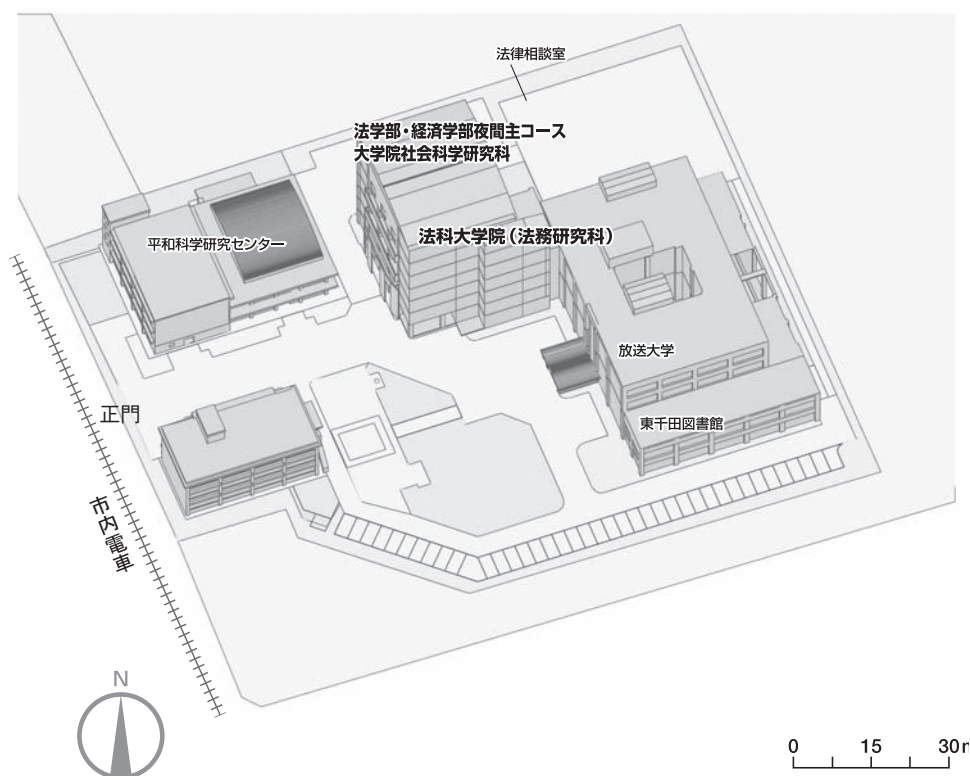 法律相談室
法学部・経済学部夜間主コース
大学院社会科学研究科
法科大学院（法務研究科）
平和科学研究センター
放送大学
東千田図書館
正門
市内電車
N
0 15 30m